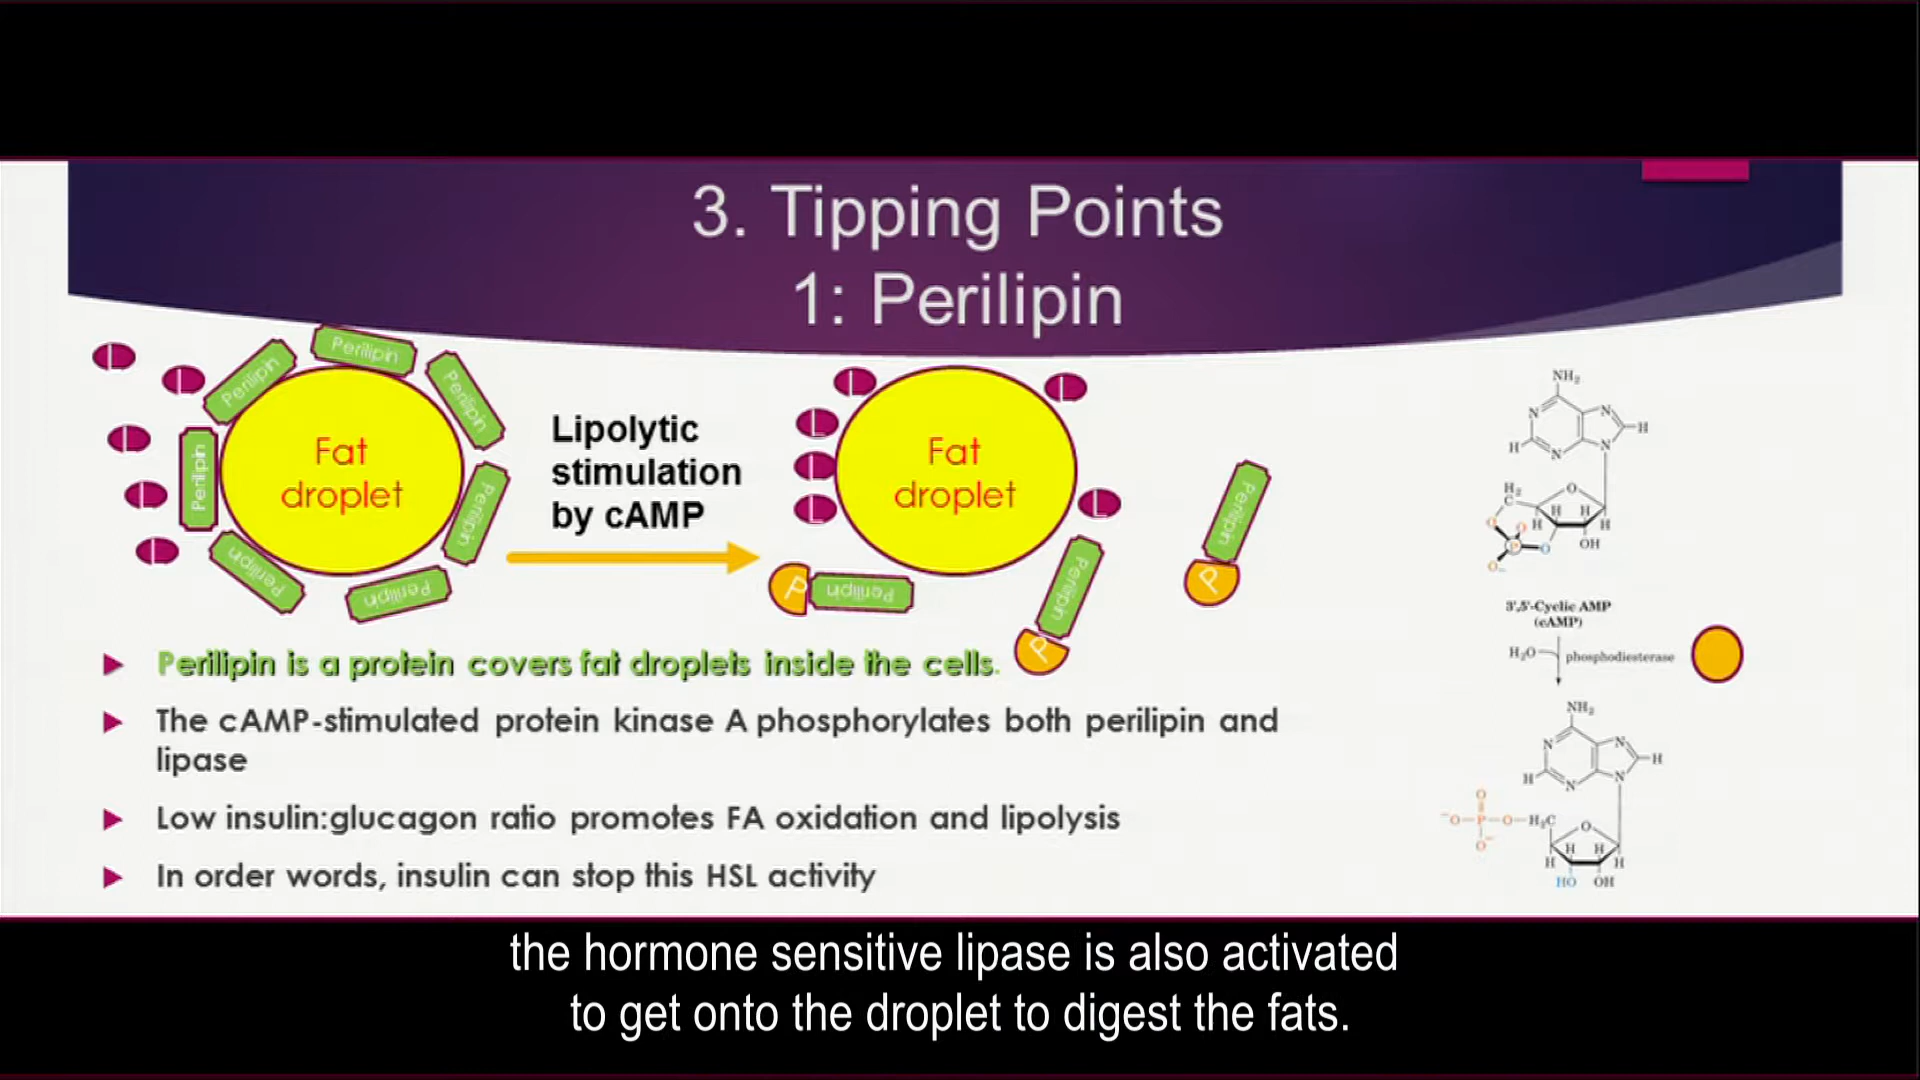 3. Tipping Points
1: Perilipin
Perilipin
Perilipin
Perilipin
Perilipin
Perilipin
Perilipin
Perilipin
L
L
L
L
L
Fat
droplet
Lipolytic
stimulation
by cAMP
L
L
L
L
L
L
Fat
droplet
P
Perilipin
P
Perilipin
P
Perilipin
Perilipin is a protein covers fat droplets inside the cells.
The cAMP-stimulated protein kinase A phosphorylates both perilipin and
lipase
Low insulin:glucagon ratio promotes FA oxidation and lipolysis
In order words, insulin can stop this HSL activity
NH₂
N
N
H
H
N
N
H₂
C
O
O
H
H
H
H
O
P
O
OH
O⁻
3',5'-Cyclic AMP
(cAMP)
H₂O
phosphodiesterase
NH₂
N
N
H
H
N
N
O
⁻O-P-O-H₂C
O⁻
O
H
H
H
H
HO
OH
the hormone sensitive lipase is also activated
to get onto the droplet to digest the fats.